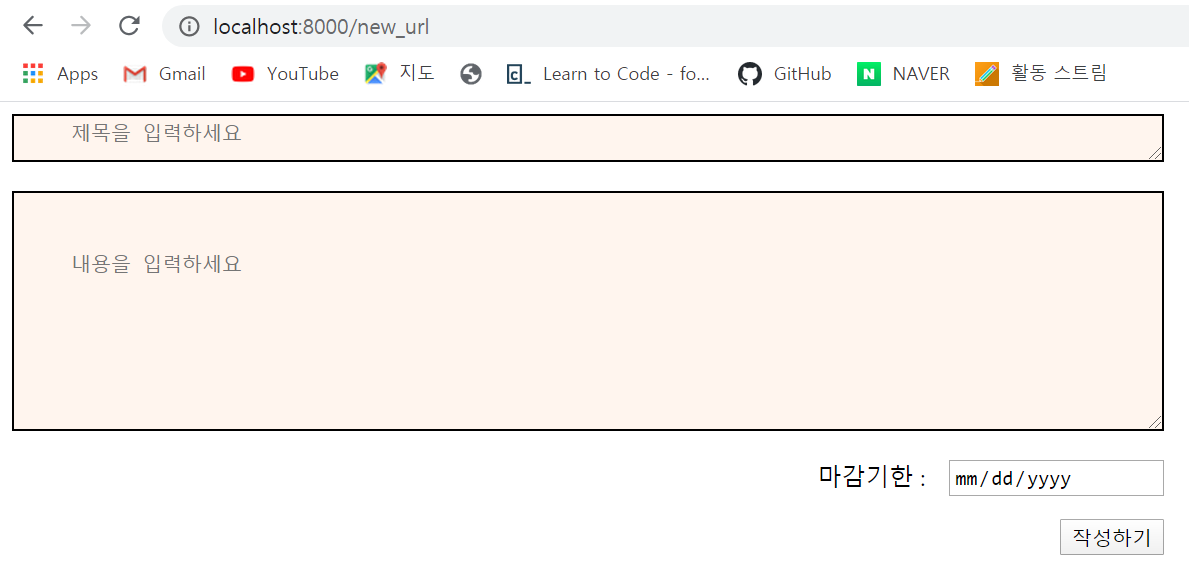 localhost:8000/new_url
Apps Gmail YouTube 지도 Learn to Code - fo... GitHub NAVER 활동 스트림
제목을 입력하세요
내용을 입력하세요
마감기한 : mm/dd/yyyy
작성하기